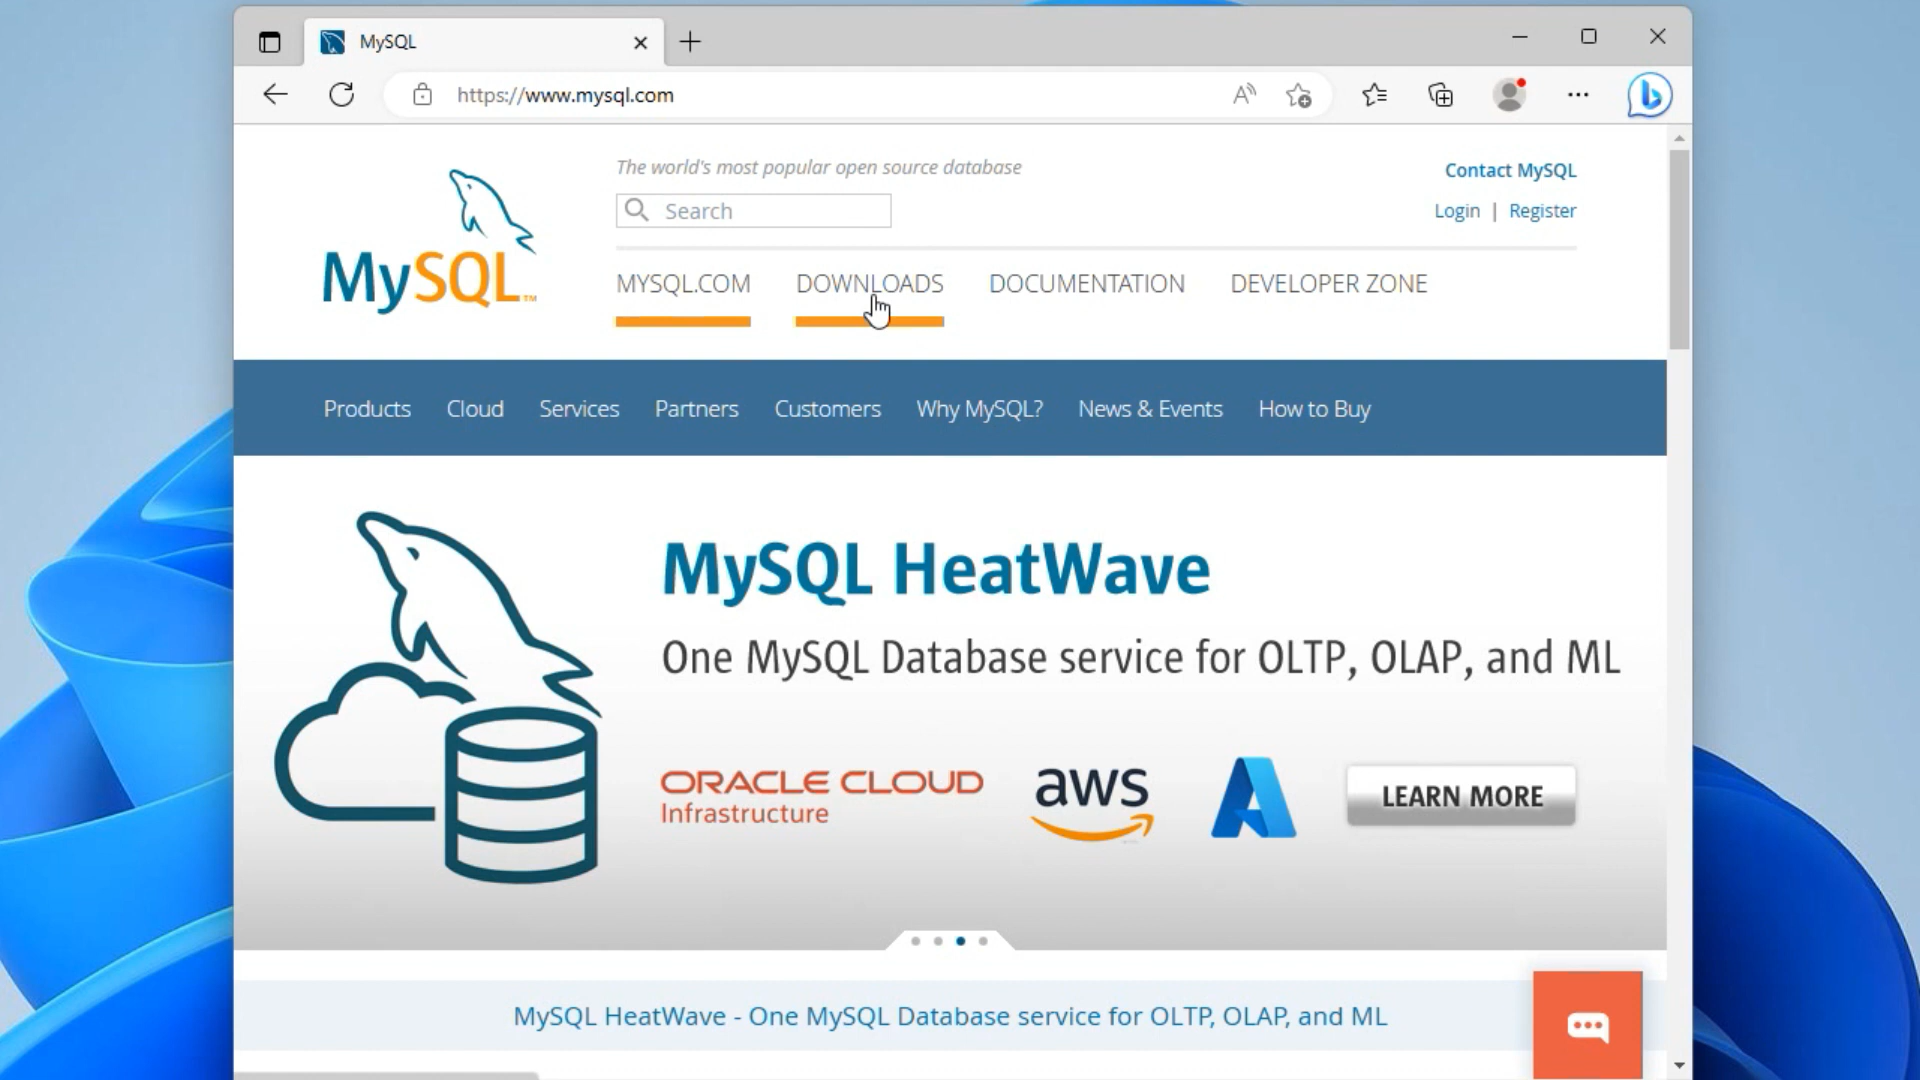 MySQL
https://www.mysql.com
The world's most popular open source database
Contact MySQL
Search
Login | Register
MySQL™
MYSQL.COM DOWNLOADS DOCUMENTATION DEVELOPER ZONE
Products Cloud Services Partners Customers Why MySQL? News & Events How to Buy
MySQL HeatWave
One MySQL Database service for OLTP, OLAP, and ML
ORACLE CLOUD
Infrastructure
aws
LEARN MORE
MySQL HeatWave - One MySQL Database service for OLTP, OLAP, and ML